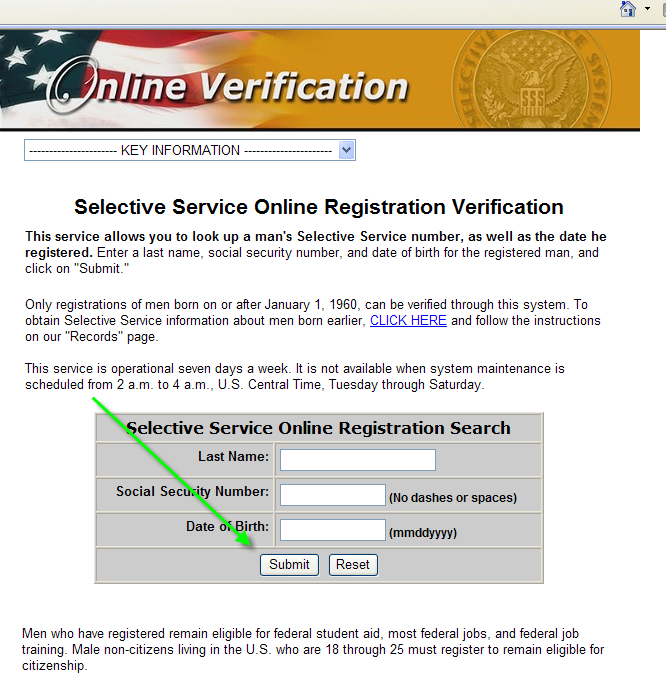 Online Verification
SELECTIVE SERVICE SYSTEM
SSS
---------------------- KEY INFORMATION ----------------------
Selective Service Online Registration Verification
This service allows you to look up a man's Selective Service number, as well as the date he
registered. Enter a last name, social security number, and date of birth for the registered man, and
click on "Submit."
Only registrations of men born on or after January 1, 1960, can be verified through this system. To
obtain Selective Service information about men born earlier, CLICK HERE and follow the instructions
on our "Records" page.
This service is operational seven days a week. It is not available when system maintenance is
scheduled from 2 a.m. to 4 a.m., U.S. Central Time, Tuesday through Saturday.
Selective Service Online Registration Search
Last Name:
Social Security Number:
(No dashes or spaces)
Date of Birth:
(mmddyyyy)
Submit Reset
Men who have registered remain eligible for federal student aid, most federal jobs, and federal job
training. Male non-citizens living in the U.S. who are 18 through 25 must register to remain eligible for
citizenship.